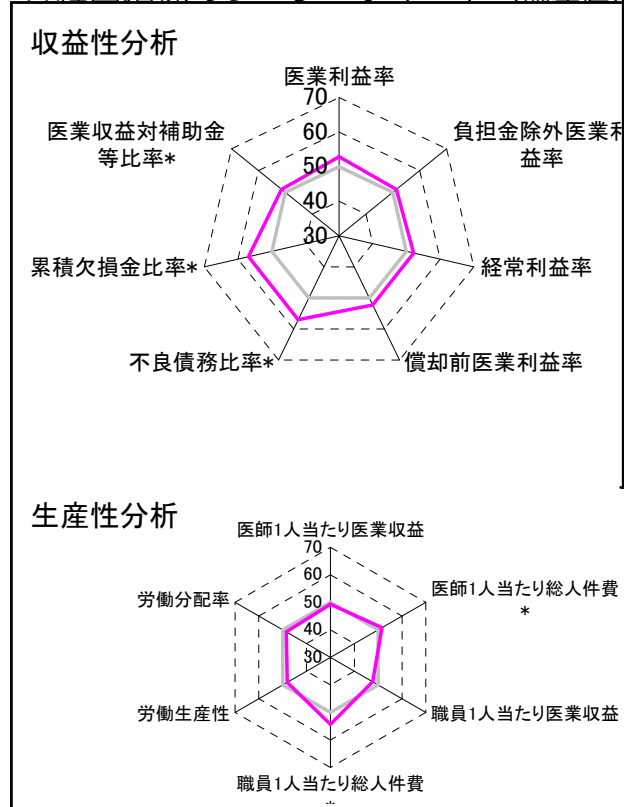 収益性分析
医業利益率
70
60
50
40
30
負担金除外医業利
益率
経常利益率
償却前医業利益率
不良債務比率*
累積欠損金比率*
医業収益対補助金
等比率*
生産性分析
医師1人当たり医業収益
70
60
50
40
30
医師1人当たり総人件費
*
職員1人当たり医業収益
職員1人当たり総人件費
*
労働生産性
労働分配率